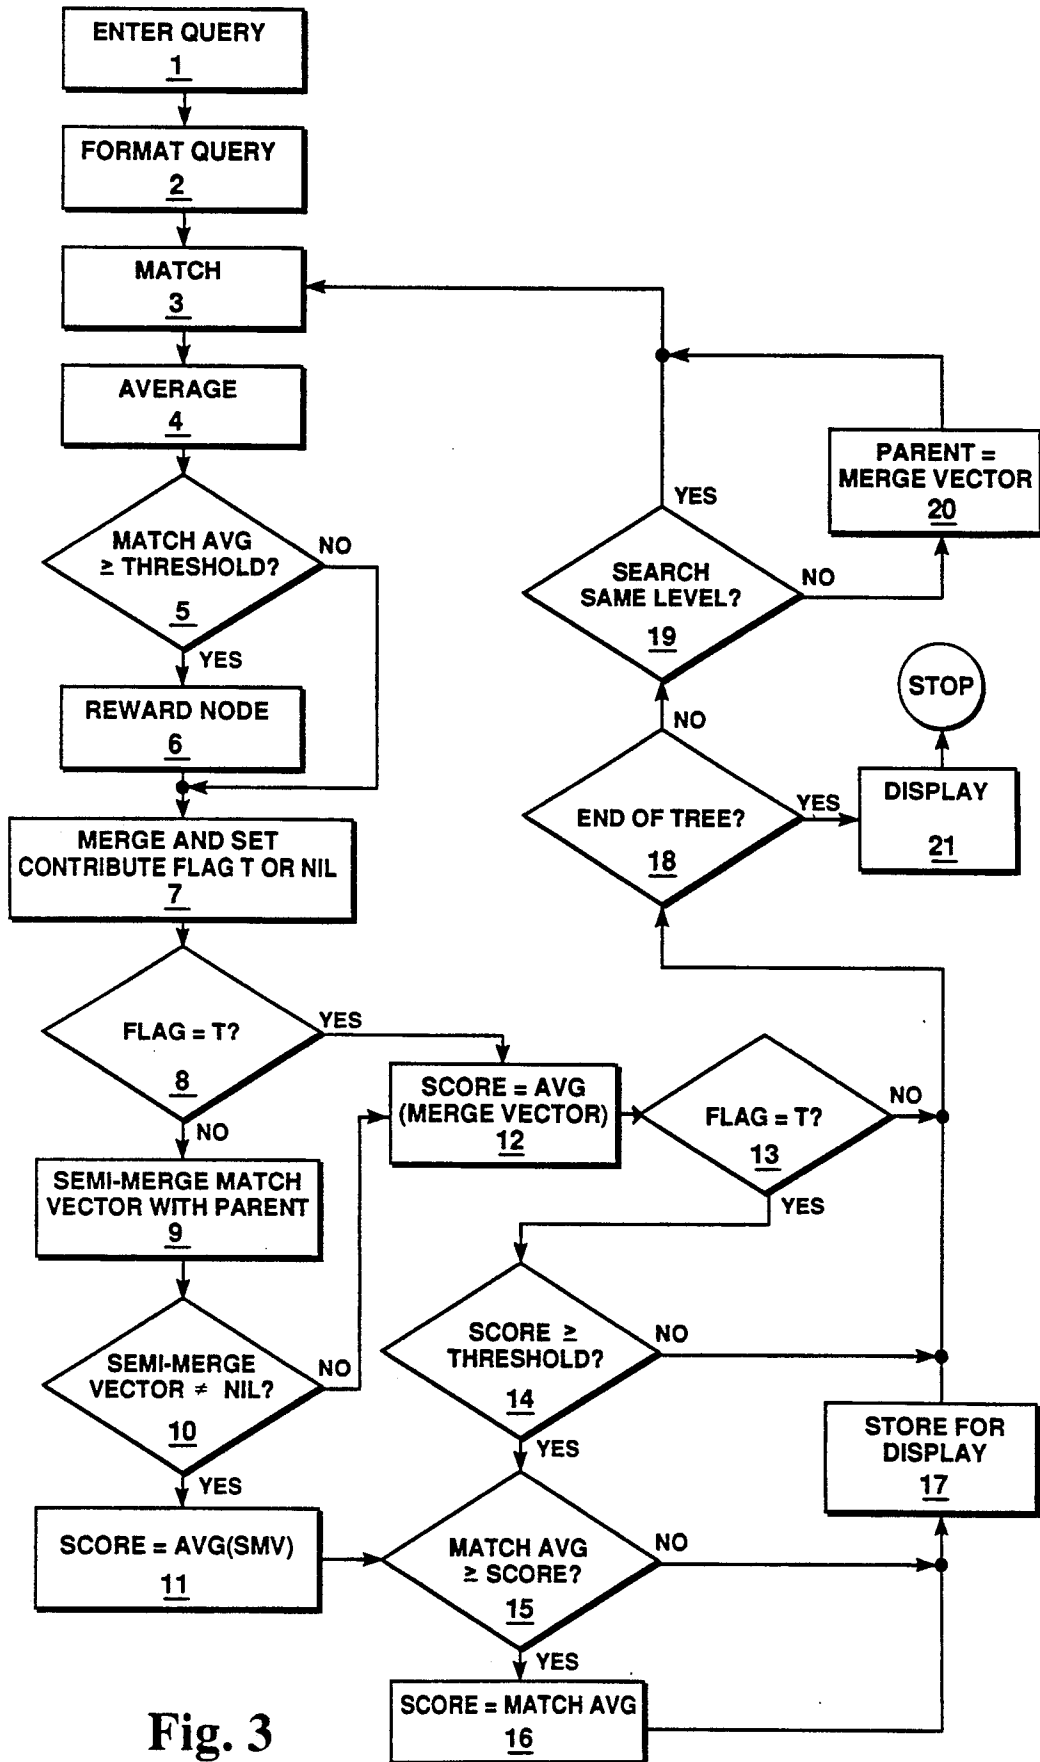 ENTER QUERY
1
FORMAT QUERY
2
MATCH
3
AVERAGE
4
MATCH AVG
≥ THRESHOLD?
5
NO
YES
REWARD NODE
6
MERGE AND SET
CONTRIBUTE FLAG T OR NIL
7
FLAG = T?
8
YES
NO
SEMI-MERGE MATCH
VECTOR WITH PARENT
9
SEMI-MERGE
VECTOR ≠ NIL?
10
NO
YES
SCORE = AVG(SMV)
11
SCORE = AVG
(MERGE VECTOR)
12
FLAG = T?
13
NO
YES
SCORE ≥
THRESHOLD?
14
NO
YES
MATCH AVG
≥ SCORE?
15
NO
YES
SCORE = MATCH AVG
16
STORE FOR
DISPLAY
17
END OF TREE?
18
YES
NO
SEARCH
SAME LEVEL?
19
YES
NO
PARENT =
MERGE VECTOR
20
DISPLAY
21
STOP
Fig. 3